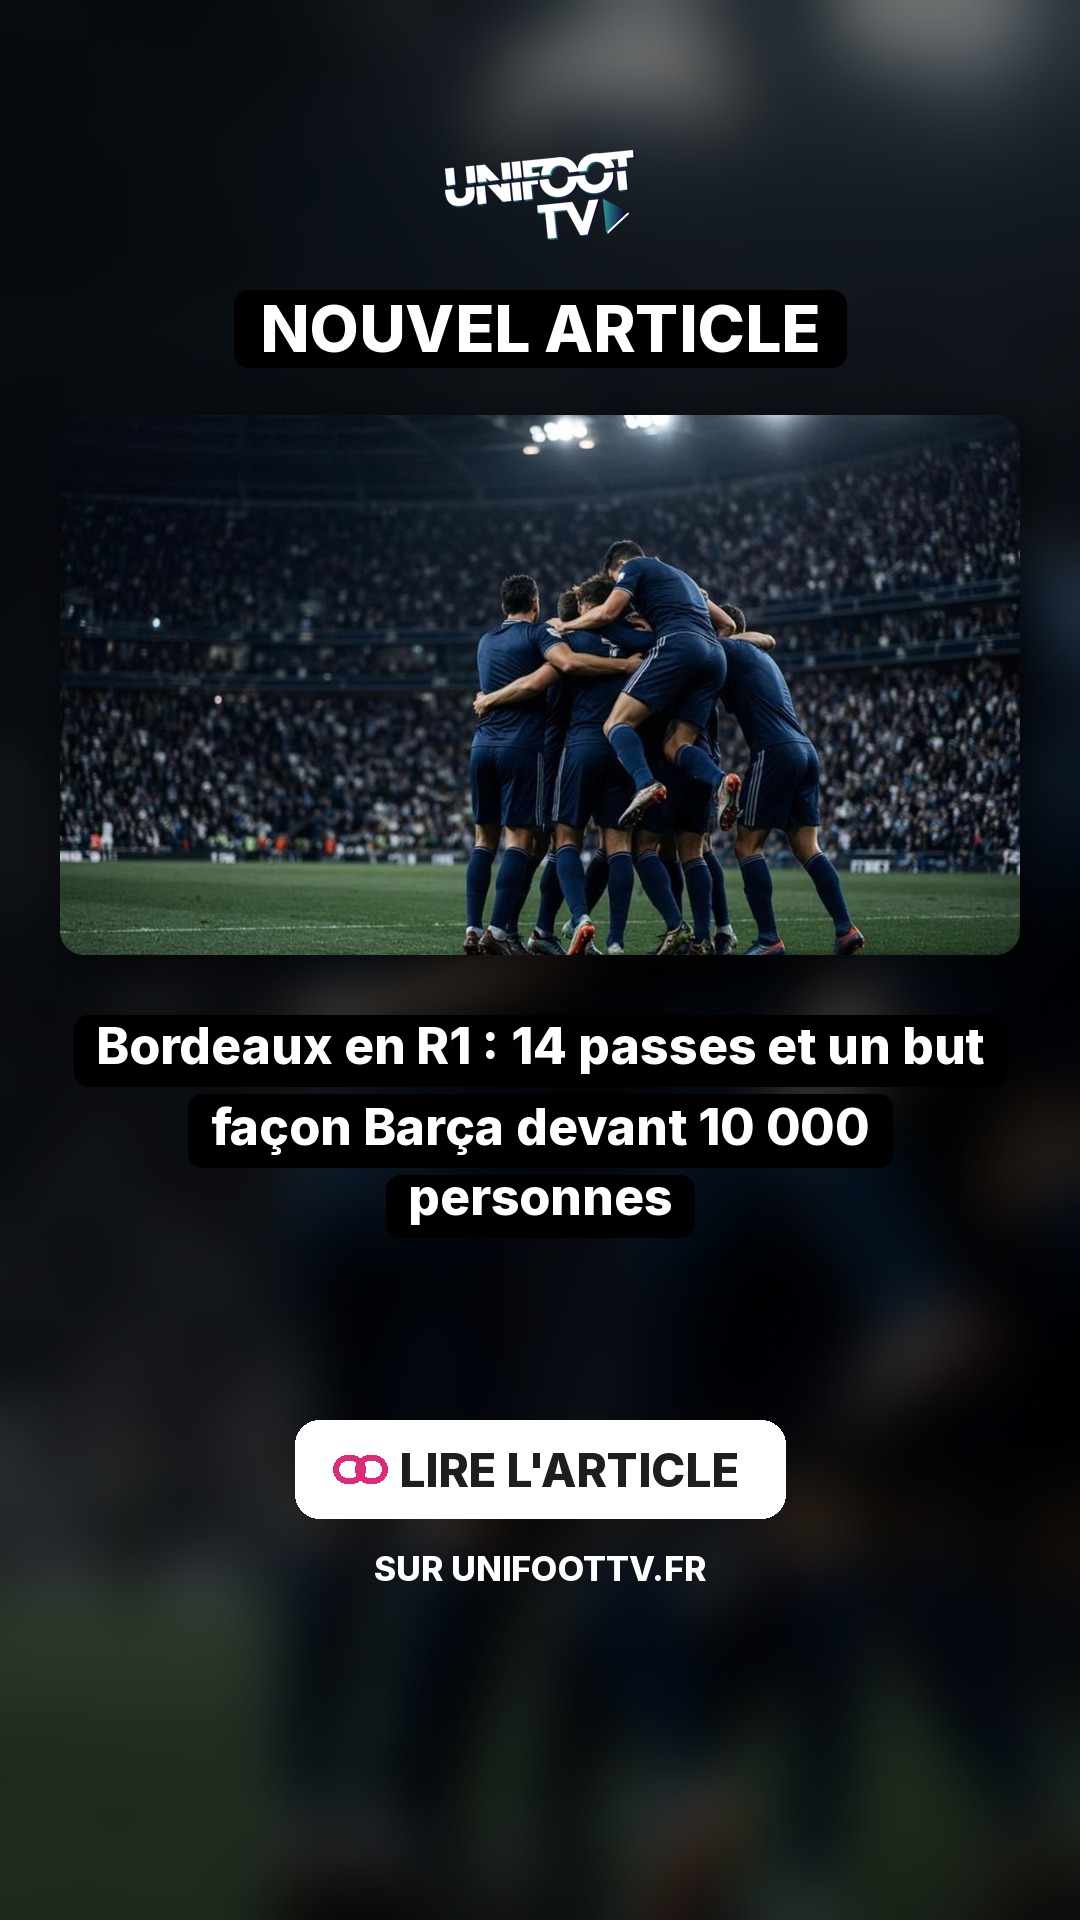 UNIFOOT
TV
NOUVEL ARTICLE
Bordeaux en R1 : 14 passes et un but
façon Barça devant 10 000
personnes
LIRE L'ARTICLE
SUR UNIFOOTTV.FR